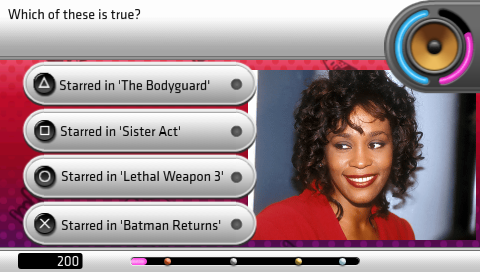 Which of these is true?
Starred in 'The Bodyguard'
Starred in 'Sister Act'
Starred in 'Lethal Weapon 3'
Starred in 'Batman Returns'
200